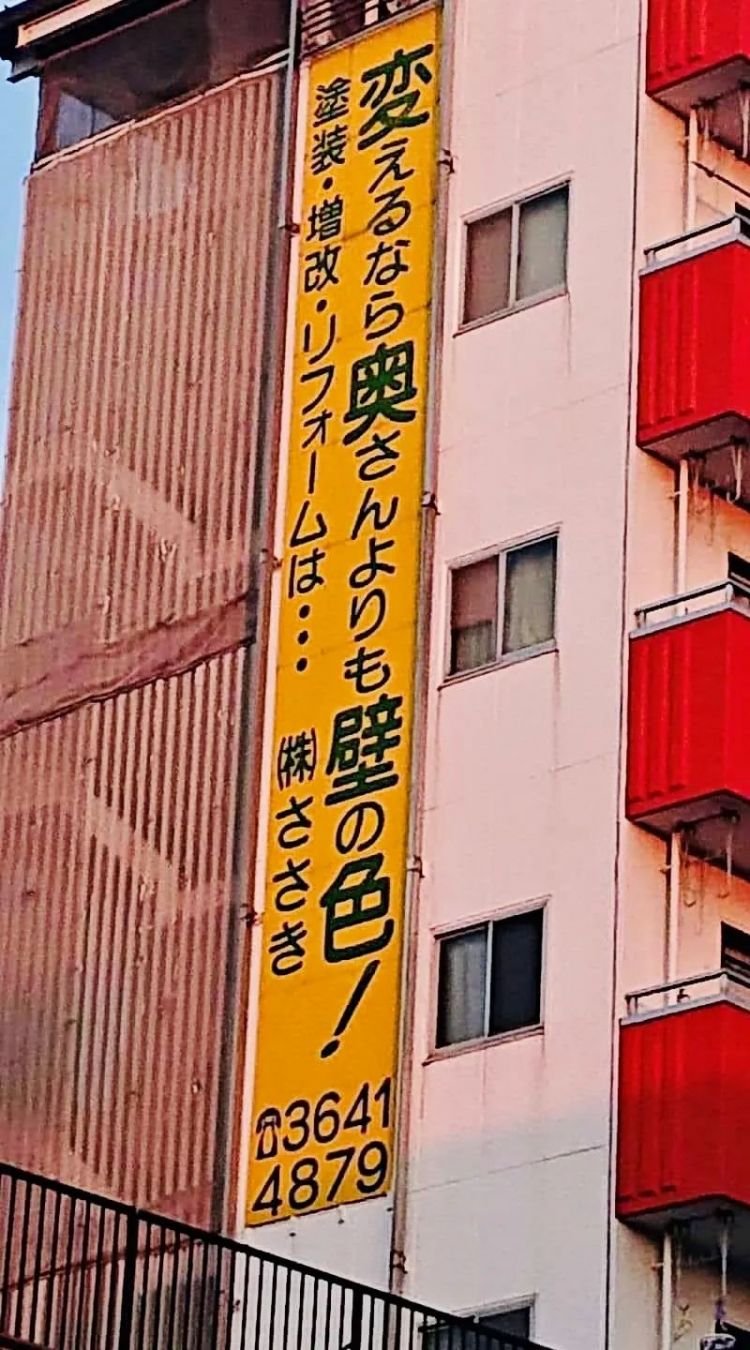 変えるなら奥さんよりも壁の色！
塗装・増改・リフォームは・・・ ㈱ささき
☎3641
4879